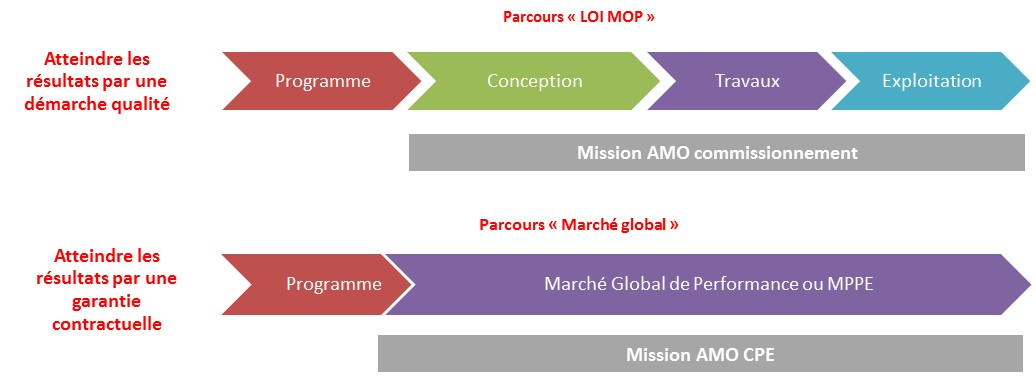 Parcours « LOI MOP »
Atteindre les
résultats par une
démarche qualité
Programme
Conception
Travaux
Exploitation
Mission AMO commissionnement
Parcours « Marché global »
Atteindre les
résultats par une
garantie
contractuelle
Programme
Marché Global de Performance ou MPPE
Mission AMO CPE